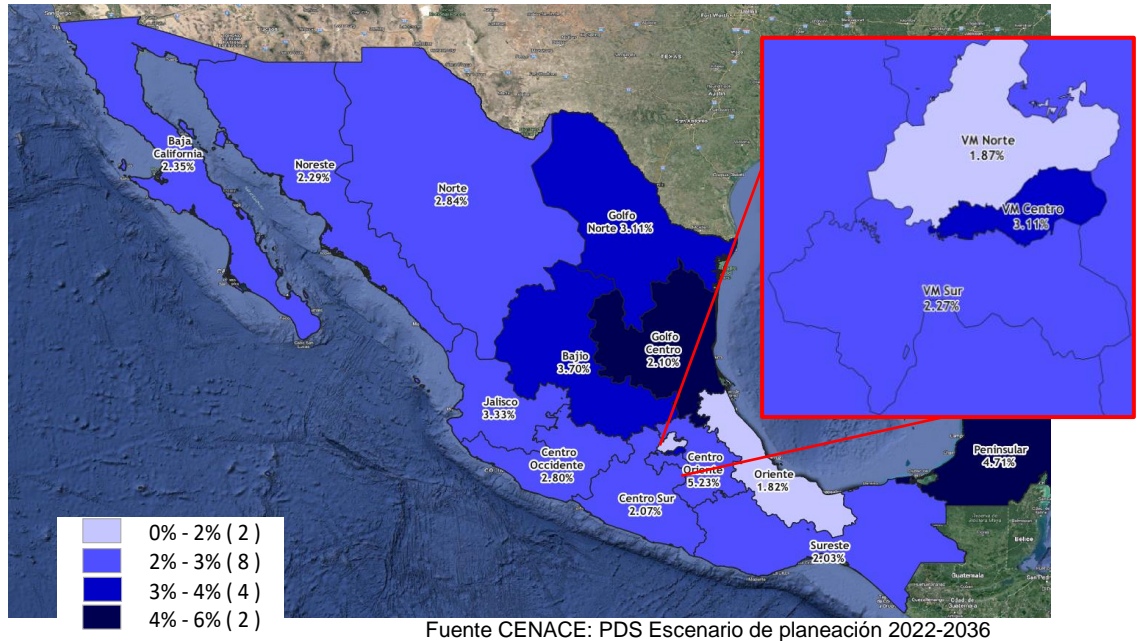 TEXAS
Baja
California
2.35%
Noreste
2.29%
Norte
2.84%
Golfo
Norte 3.11%
Golfo
Centro
2.10%
Bajio
3.70%
Jalisco
3.33%
Centro
Occidente
2.80%
Centro Sur
2.07%
Centro
Oriente
5.23%
Oriente
1.82%
Sureste
2.03%
Peninsular
4.71%
Belice
Guatemala
VM Norte
1.87%
VM Centro
3.11%
VM Sur
2.27%
0% - 2% ( 2 )
2% - 3% ( 8 )
3% - 4% ( 4 )
4% - 6% ( 2 )
Fuente CENACE: PDS Escenario de planeación 2022-2036